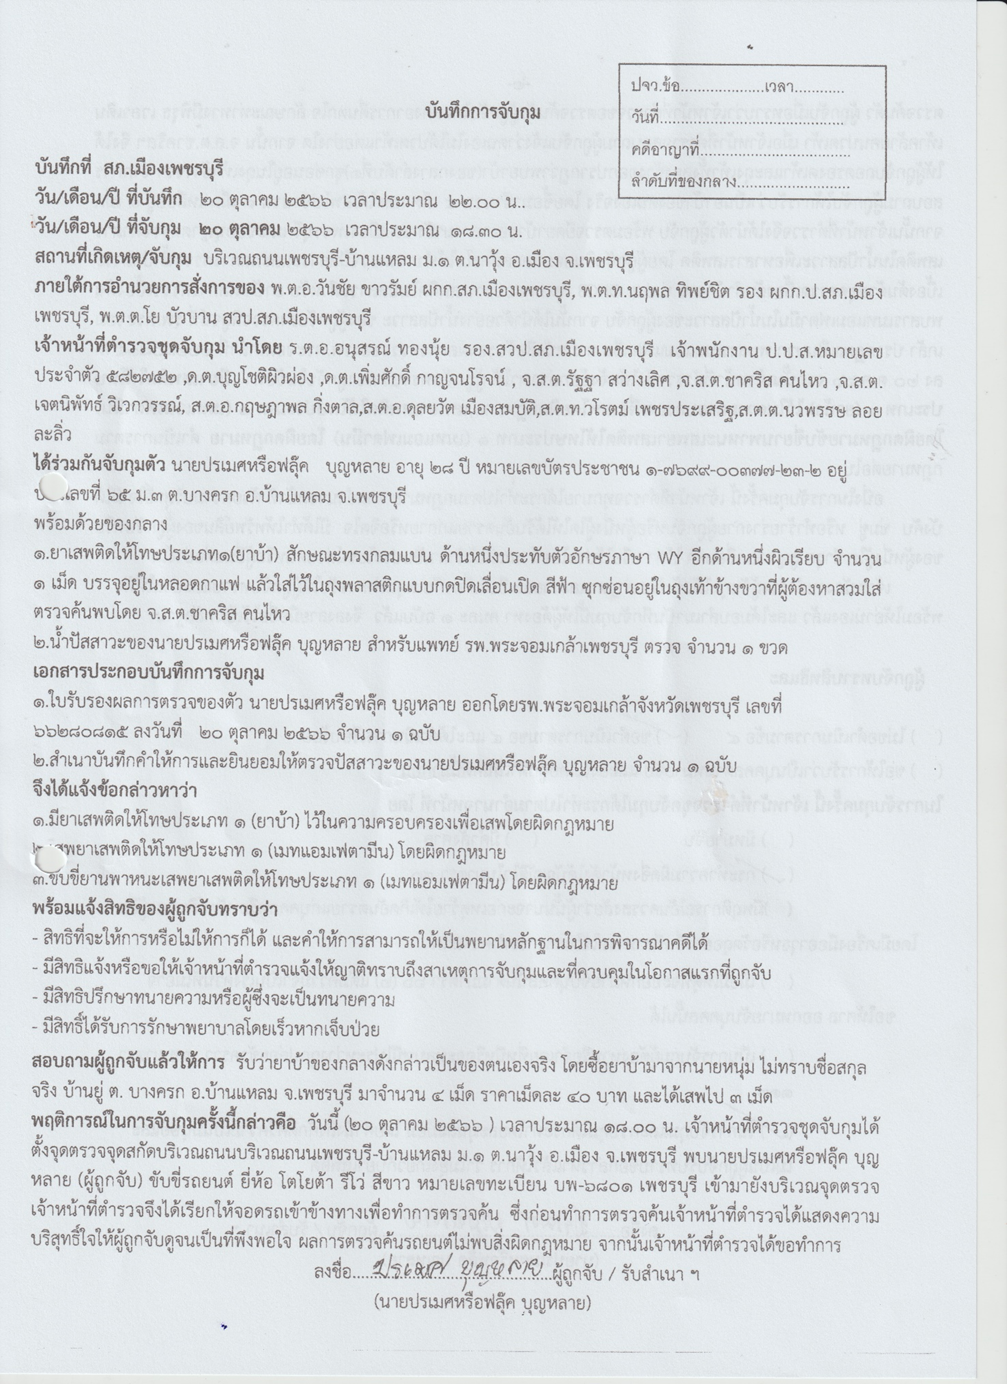 ปจว.ข้อ....................เวลา............
วันที่............................................
คดีอาญาที่....................................
ลำดับที่ของกลาง..........................
บันทึกการจับกุม
บันทึกที่ สภ.เมืองเพชรบุรี
วัน/เดือน/ปี ที่บันทึก ๒๐ ตุลาคม ๒๕๖๖ เวลาประมาณ ๒๒.๐๐ น..
วัน/เดือน/ปี ที่จับกุม ๒๐ ตุลาคม ๒๕๖๖ เวลาประมาณ ๑๘.๓๐ น.
สถานที่เกิดเหตุ/จับกุม บริเวณถนนเพชรบุรี-บ้านแหลม ม.๑ ต.นาวุ้ง อ.เมือง จ.เพชรบุรี
ภายใต้การอำนวยการสั่งการของ พ.ต.อ.วันชัย ขาวรัมย์ ผกก.สภ.เมืองเพชรบุรี, พ.ต.ท.นฤพล ทิพย์ชิต รอง ผกก.ป.สภ.เมือง
เพชรบุรี, พ.ต.ต.โย บัวบาน สวป.สภ.เมืองเพชรบุรี
เจ้าหน้าที่ตำรวจชุดจับกุม นำโดย ร.ต.อ.อนุสรณ์ ทองนุ้ย รอง.สวป.สภ.เมืองเพชรบุรี เจ้าพนักงาน ป.ป.ส.หมายเลข
ประจำตัว ๕๘๒๗๕๒ ,ด.ต.บุญโชติผิวผ่อง ,ด.ต.เพิ่มศักดิ์ กาญจนโรจน์ , จ.ส.ต.รัฐฐา สว่างเลิศ ,จ.ส.ต.ชาคริส คนไหว ,จ.ส.ต.
เจตนิพัทธ์ วิเวกวรรณ์, ส.ต.อ.กฤษฎาพล กิ่งตาล,ส.ต.อ.ดุลยวัต เมืองสมบัติ,ส.ต.ท.วโรตม์ เพชรประเสริฐ,ส.ต.ต.นวพรรษ ลอย
ละลิ่ว
ได้ร่วมกันจับกุมตัว นายปรเมศหรือฟลุ๊ค บุญหลาย อายุ ๒๘ ปี หมายเลขบัตรประชาชน ๑-๗๖๙๙-๐๐๓๗๗-๒๓-๒ อยู่
เลขที่ ๖๕ ม.๓ ต.บางครก อ.บ้านแหลม จ.เพชรบุรี
พร้อมด้วยของกลาง
๑.ยาเสพติดให้โทษประเภท๑(ยาบ้า) ลักษณะทรงกลมแบน ด้านหนึ่งประทับตัวอักษรภาษา WY อีกด้านหนึ่งผิวเรียบ จำนวน
๑ เม็ด บรรจุอยู่ในหลอดกาแฟ แล้วใส่ไว้ในถุงพลาสติกแบบกดปิดเลื่อนเปิด สีฟ้า ซุกซ่อนอยู่ในถุงเท้าข้างขวาที่ผู้ต้องหาสวมใส่
ตรวจค้นพบโดย จ.ส.ต.ชาคริส คนไหว
๒.น้ำปัสสาวะของนายปรเมศหรือฟลุ๊ค บุญหลาย สำหรับแพทย์ รพ.พระจอมเกล้าเพชรบุรี ตรวจ จำนวน ๑ ขวด
เอกสารประกอบบันทึกการจับกุม
๑.ใบรับรองผลการตรวจของตัว นายปรเมศหรือฟลุ๊ค บุญหลาย ออกโดยรพ.พระจอมเกล้าจังหวัดเพชรบุรี เลขที่
๖๖๒๘๐๘๑๕ ลงวันที่ ๒๐ ตุลาคม ๒๕๖๖ จำนวน ๑ ฉบับ
๒.สำเนาบันทึกคำให้การและยินยอมให้ตรวจปัสสาวะของนายปรเมศหรือฟลุ๊ค บุญหลาย จำนวน ๑ ฉบับ
จึงได้แจ้งข้อกล่าวหาว่า
๑.มียาเสพติดให้โทษประเภท ๑ (ยาบ้า) ไว้ในความครอบครองเพื่อเสพโดยผิดกฎหมาย
เสพยาเสพติดให้โทษประเภท ๑ (เมทแอมเฟตามีน) โดยผิดกฎหมาย
๓.ขับขี่ยานพาหนะเสพยาเสพติดให้โทษประเภท ๑ (เมทแอมเฟตามีน) โดยผิดกฎหมาย
พร้อมแจ้งสิทธิของผู้ถูกจับทราบว่า
- สิทธิที่จะให้การหรือไม่ให้การก็ได้ และคำให้การสามารถให้เป็นพยานหลักฐานในการพิจารณาคดีได้
- มีสิทธิแจ้งหรือขอให้เจ้าหน้าที่ตำรวจแจ้งให้ญาติทราบถึงสาเหตุการจับกุมและที่ควบคุมในโอกาสแรกที่ถูกจับ
- มีสิทธิปรึกษาทนายความหรือผู้ซึ่งจะเป็นทนายความ
- มีสิทธิ์ได้รับการรักษาพยาบาลโดยเร็วหากเจ็บป่วย
สอบถามผู้ถูกจับแล้วให้การ รับว่ายาบ้าของกลางดังกล่าวเป็นของตนเองจริง โดยซื้อยาบ้ามาจากนายหนุ่ม ไม่ทราบชื่อสกุล
จริง บ้านยู่ ต. บางครก อ.บ้านแหลม จ.เพชรบุรี มาจำนวน ๔ เม็ด ราคาเม็ดละ ๔๐ บาท และได้เสพไป ๓ เม็ด
พฤติการณ์ในการจับกุมครั้งนี้กล่าวคือ วันนี้ (๒๐ ตุลาคม ๒๕๖๖ ) เวลาประมาณ ๑๘.๐๐ น. เจ้าหน้าที่ตำรวจชุดจับกุมได้
ตั้งจุดตรวจจุดสกัดบริเวณถนนบริเวณถนนเพชรบุรี-บ้านแหลม ม.๑ ต.นาวุ้ง อ.เมือง จ.เพชรบุรี พบนายปรเมศหรือฟลุ๊ค บุญ
หลาย (ผู้ถูกจับ) ขับขี่รถยนต์ ยี่ห้อ โตโยต้า รีโว่ สีขาว หมายเลขทะเบียน บพ-๖๘๐๑ เพชรบุรี เข้ามายังบริเวณจุดตรวจ
เจ้าหน้าที่ตำรวจจึงได้เรียกให้จอดรถเข้าข้างทางเพื่อทำการตรวจค้น ซึ่งก่อนทำการตรวจค้นเจ้าหน้าที่ตำรวจได้แสดงความ
บริสุทธิ์ใจให้ผู้ถูกจับดูจนเป็นที่พึงพอใจ ผลการตรวจค้นรถยนต์ไม่พบสิ่งผิดกฎหมาย จากนั้นเจ้าหน้าที่ตำรวจได้ขอทำการ
ลงชื่อ....ปรเมศ บุญหลาย....ผู้ถูกจับ / รับสำเนา ฯ
(นายปรเมศหรือฟลุ๊ค บุญหลาย)